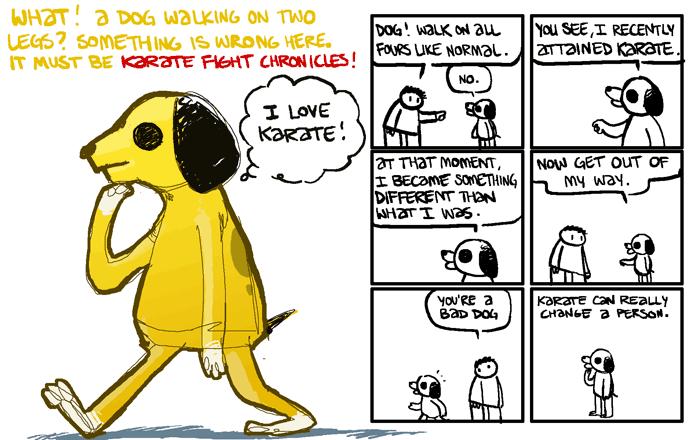 WHAT! A DOG WALKING ON TWO
LEGS? SOMETHING IS WRONG HERE.
IT MUST BE KARATE FIGHT CHRONICLES!
I LOVE
KARATE!
DOG! WALK ON ALL
FOURS LIKE NORMAL.
NO.
YOU SEE, I RECENTLY
ATTAINED KARATE.
AT THAT MOMENT,
I BECAME SOMETHING
DIFFERENT THAN
WHAT I WAS.
NOW GET OUT OF
MY WAY.
YOU'RE A
BAD DOG
KARATE CAN REALLY
CHANGE A PERSON.